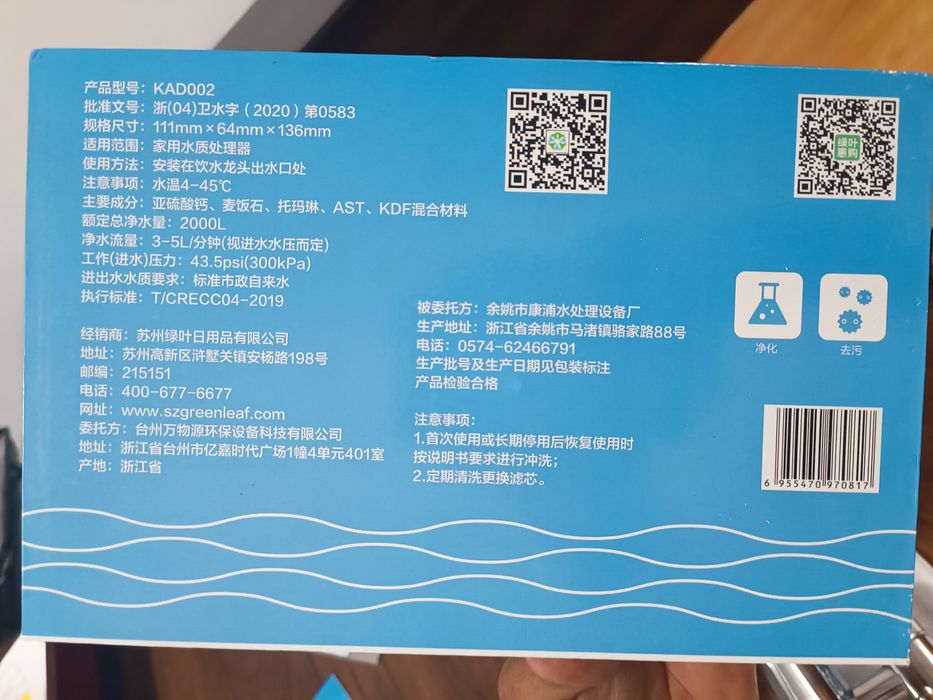 产品型号：KAD002
批准文号：浙(04)卫水字（2020）第0583
规格尺寸：111mm×64mm×136mm
适用范围：家用水质处理器
使用方法：安装在饮水龙头出水口处
注意事项：水温4-45℃
主要成分：亚硫酸钙、麦饭石、托玛琳、AST、KDF混合材料
额定总净水量：2000L
净水流量：3-5L/分钟(视进水水压而定)
工作(进水)压力：43.5psi(300kPa)
进出水水质要求：标准市政自来水
执行标准：T/CRECC04-2019
经销商：苏州绿叶日用品有限公司
地址：苏州高新区浒墅关镇安杨路198号
邮编：215151
电话：400-677-6677
网址：www.szgreenleaf.com
委托方：台州万物源环保设备科技有限公司
地址：浙江省台州市亿嘉时代广场1幢4单元401室
产地：浙江省
被委托方：余姚市康浦水处理设备厂
生产地址：浙江省余姚市马渚镇骆家路88号
电话：0574-62466791
生产批号及生产日期见包装标注
产品检验合格
注意事项：
1.首次使用或长期停用后恢复使用时
按说明书要求进行冲洗；
2.定期清洗更换滤芯。
绿叶
惠购
净化
去污
6 955470 970817